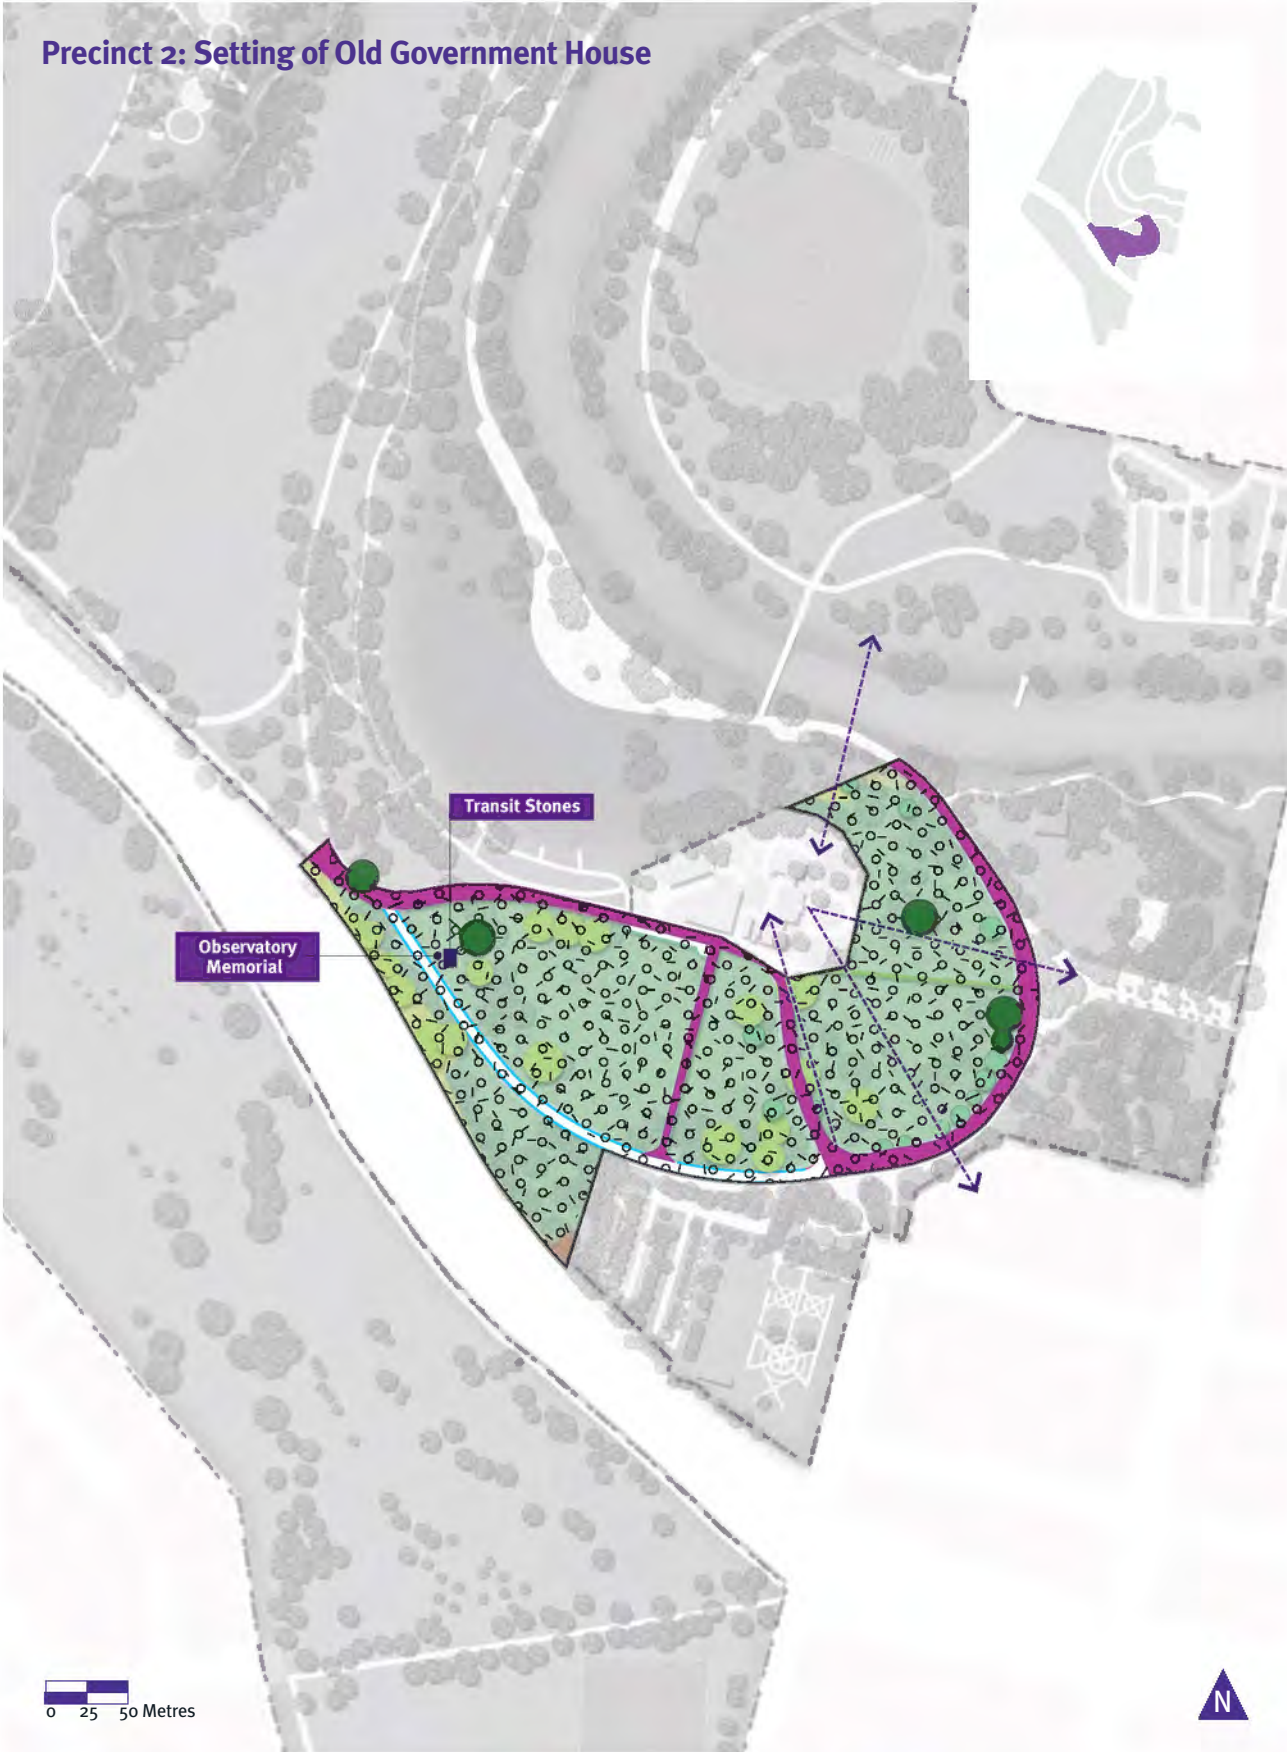 Precinct 2: Setting of Old Government House
Transit Stones
Observatory
Memorial
0 25 50 Metres
N